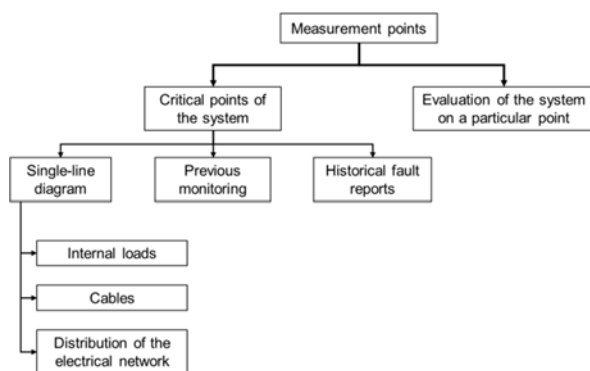 Measurement points
Critical points of
the system
Evaluation of the system
on a particular point
Single-line
diagram
Previous
monitoring
Historical fault
reports
Internal loads
Cables
Distribution of the
electrical network